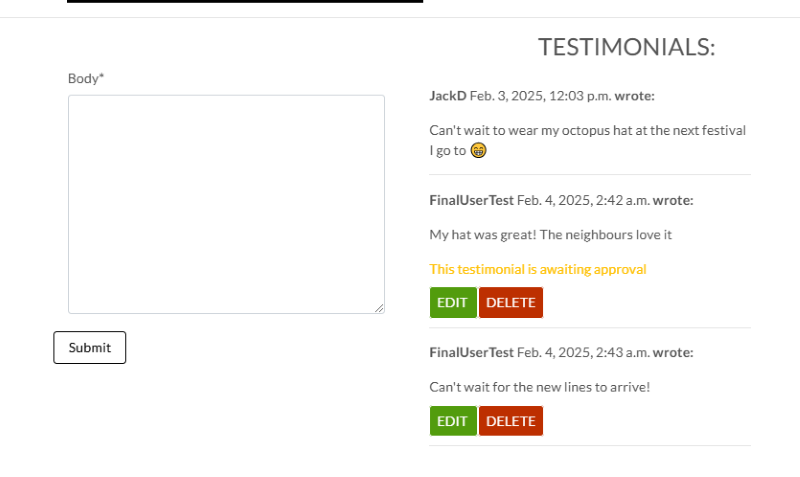 Body*
Submit
TESTIMONIALS:
JackD Feb. 3, 2025, 12:03 p.m. wrote:
Can't wait to wear my octopus hat at the next festival
I go to 😁
FinalUserTest Feb. 4, 2025, 2:42 a.m. wrote:
My hat was great! The neighbours love it
This testimonial is awaiting approval
EDIT DELETE
FinalUserTest Feb. 4, 2025, 2:43 a.m. wrote:
Can't wait for the new lines to arrive!
EDIT DELETE